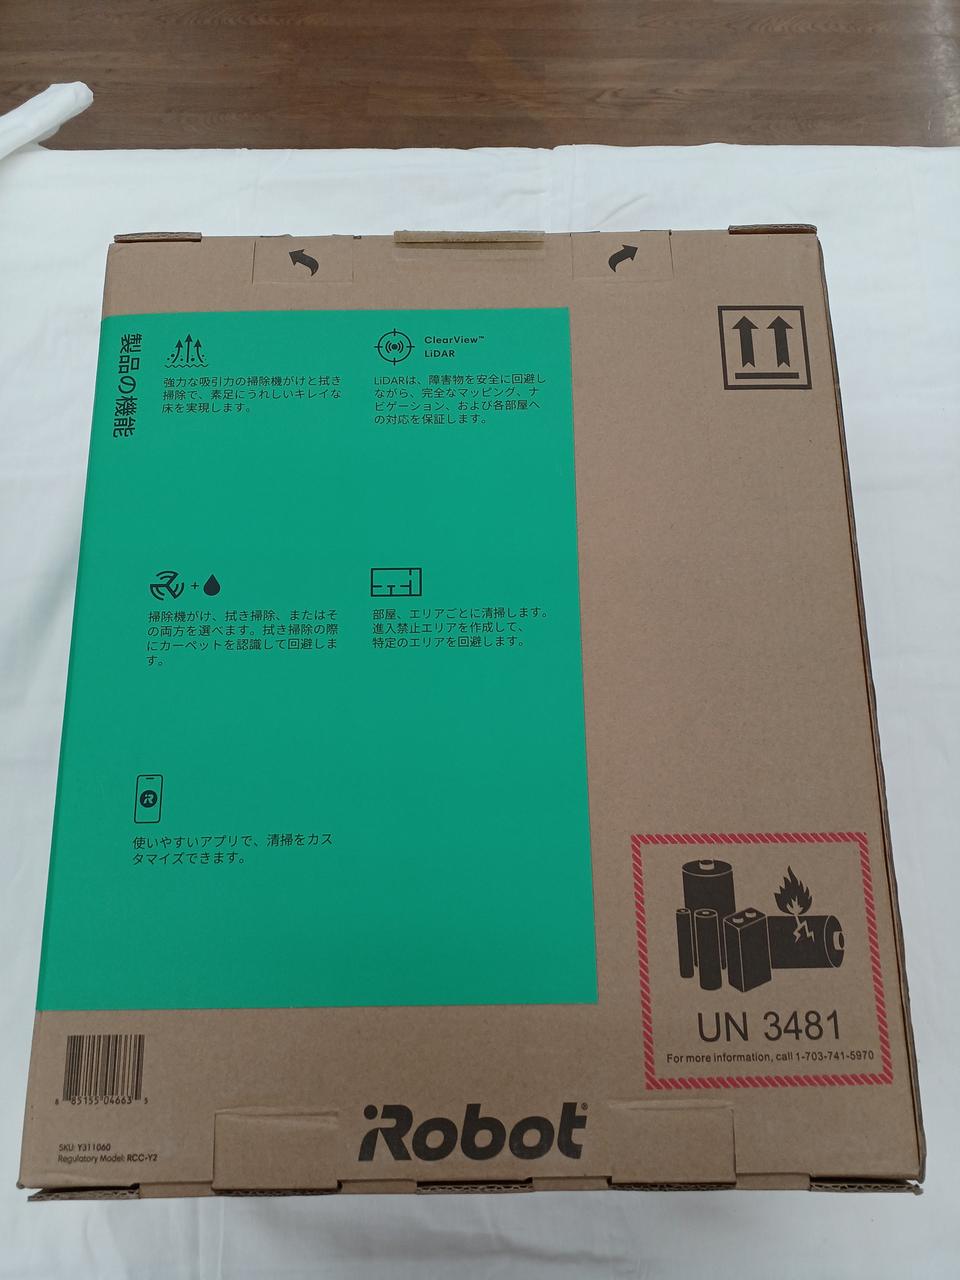 製品の機能
強力な吸引力の掃除機がけと拭き
掃除で、素足にうれしいキレイな
床を実現します。
ClearView™
LiDAR
LiDARは、障害物を安全に回避し
ながら、完全なマッピング、ナ
ビゲーション、および各部屋へ
の対応を保証します。
掃除機がけ、拭き掃除、またはそ
の両方を選べます。拭き掃除の際
にカーペットを認識して回避しま
す。
部屋、エリアごとに清掃します。
進入禁止エリアを作成して、
特定のエリアを回避します。
使いやすいアプリで、清掃をカス
タマイズできます。
UN 3481
For more information, call 1-703-741-5970
8 85155 04663 5
SKU: Y311060
Regulatory Model: RCC-Y2
iRobot®